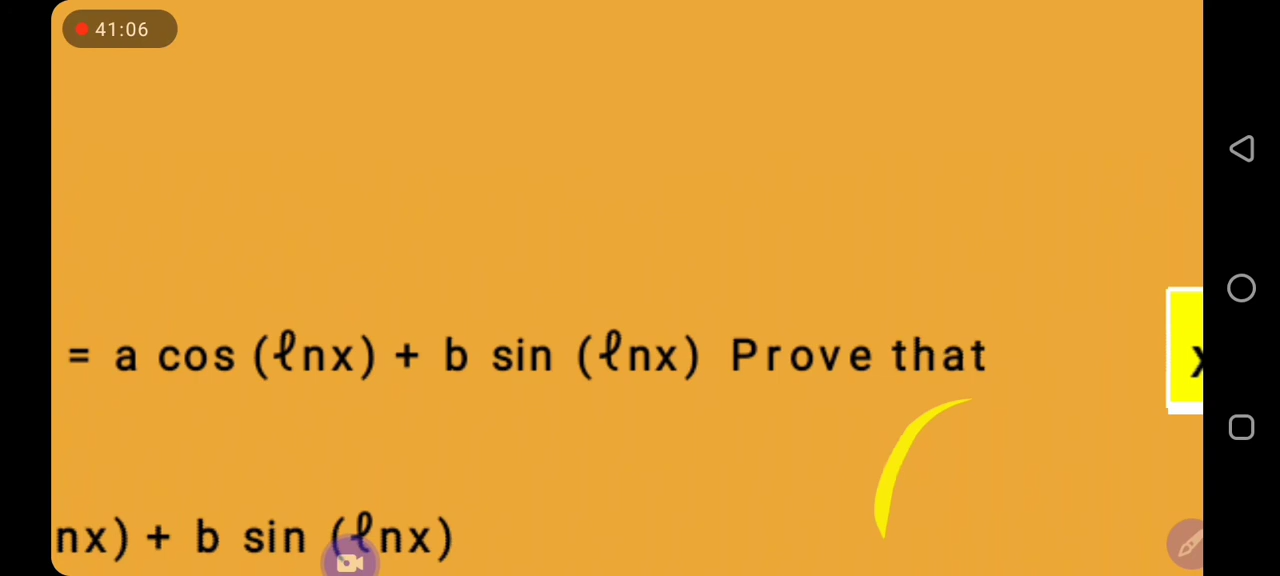 41:06
= a cos (ℓnx) + b sin (ℓnx) Prove that
nx) + b sin (ℓnx)